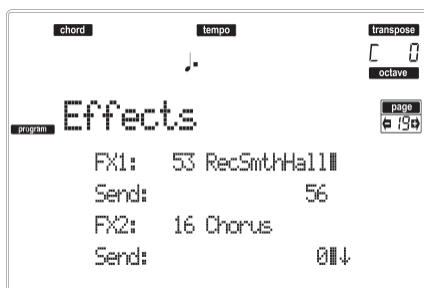 chord tempo transpose
C 0
octave
Effects
program
page
19
FX1: 53 RecSmthHall
Send: 56
FX2: 16 Chorus
Send: 0↓